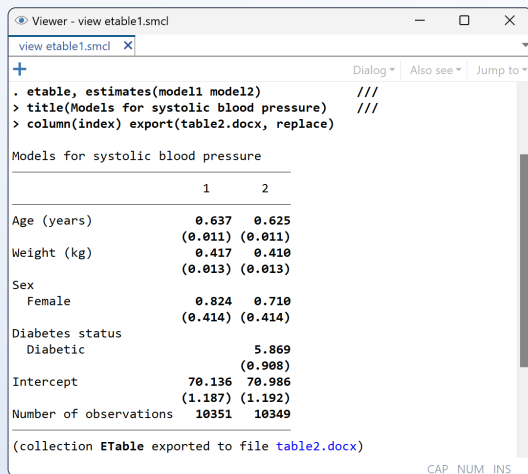 Viewer - view etable1.smcl
view etable1.smcl
+ Dialog Also see Jump to
. etable, estimates(model1 model2) ///
> title(Models for systolic blood pressure) ///
> column(index) export(table2.docx, replace)
Models for systolic blood pressure
1 2
Age (years) 0.637 0.625
(0.011) (0.011)
Weight (kg) 0.417 0.410
(0.013) (0.013)
Sex
Female 0.824 0.710
(0.414) (0.414)
Diabetes status
Diabetic 5.869
(0.908)
Intercept 70.136 70.986
(1.187) (1.192)
Number of observations 10351 10349
(collection ETable exported to file table2.docx)
CAP NUM INS